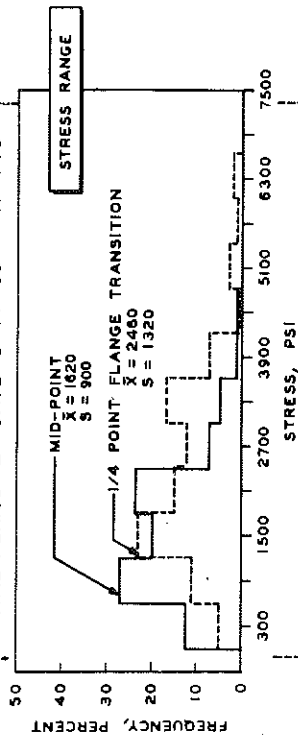 STRESS RANGE
MID-POINT
X̄ = 1620
S = 900
1/4 POINT FLANGE TRANSITION
X̄ = 2460
S = 1320
FREQUENCY, PERCENT
50
40
30
20
10
0
300
1500
2700
3900
5100
6300
7500
STRESS, PSI